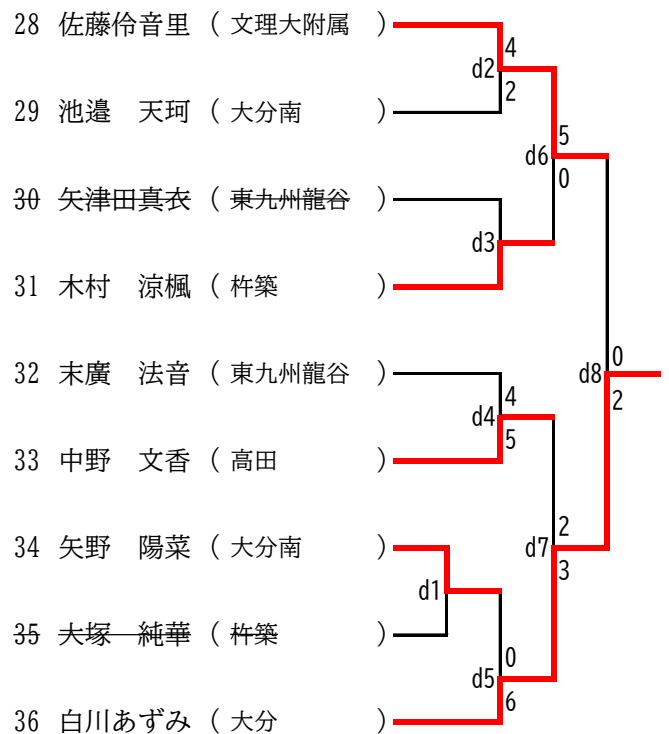 28 佐藤伶音里 ( 文理大附属 )
4
d2
2
29 池邉 天珂 ( 大分南 )
5
d6
0
30 矢津田真衣 ( 東九州龍谷 )
d3
31 木村 涼楓 ( 杵築 )
0
d8
2
32 末廣 法音 ( 東九州龍谷 )
4
d4
5
33 中野 文香 ( 高田 )
2
d7
3
34 矢野 陽菜 ( 大分南 )
d1
35 大塚 純華 ( 杵築 )
0
d5
6
36 白川あずみ ( 大分 )